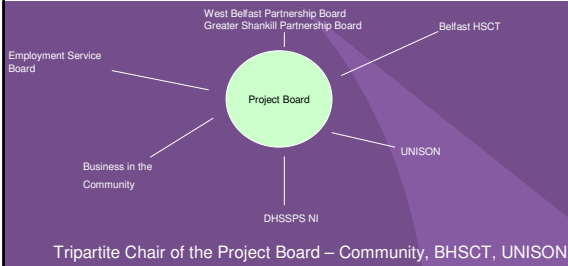 West Belfast Partnership Board
Greater Shankill Partnership Board
Belfast HSCT
Employment Service
Board
Project Board
UNISON
Business in the
Community
DHSSPS NI
Tripartite Chair of the Project Board – Community, BHSCT, UNISON